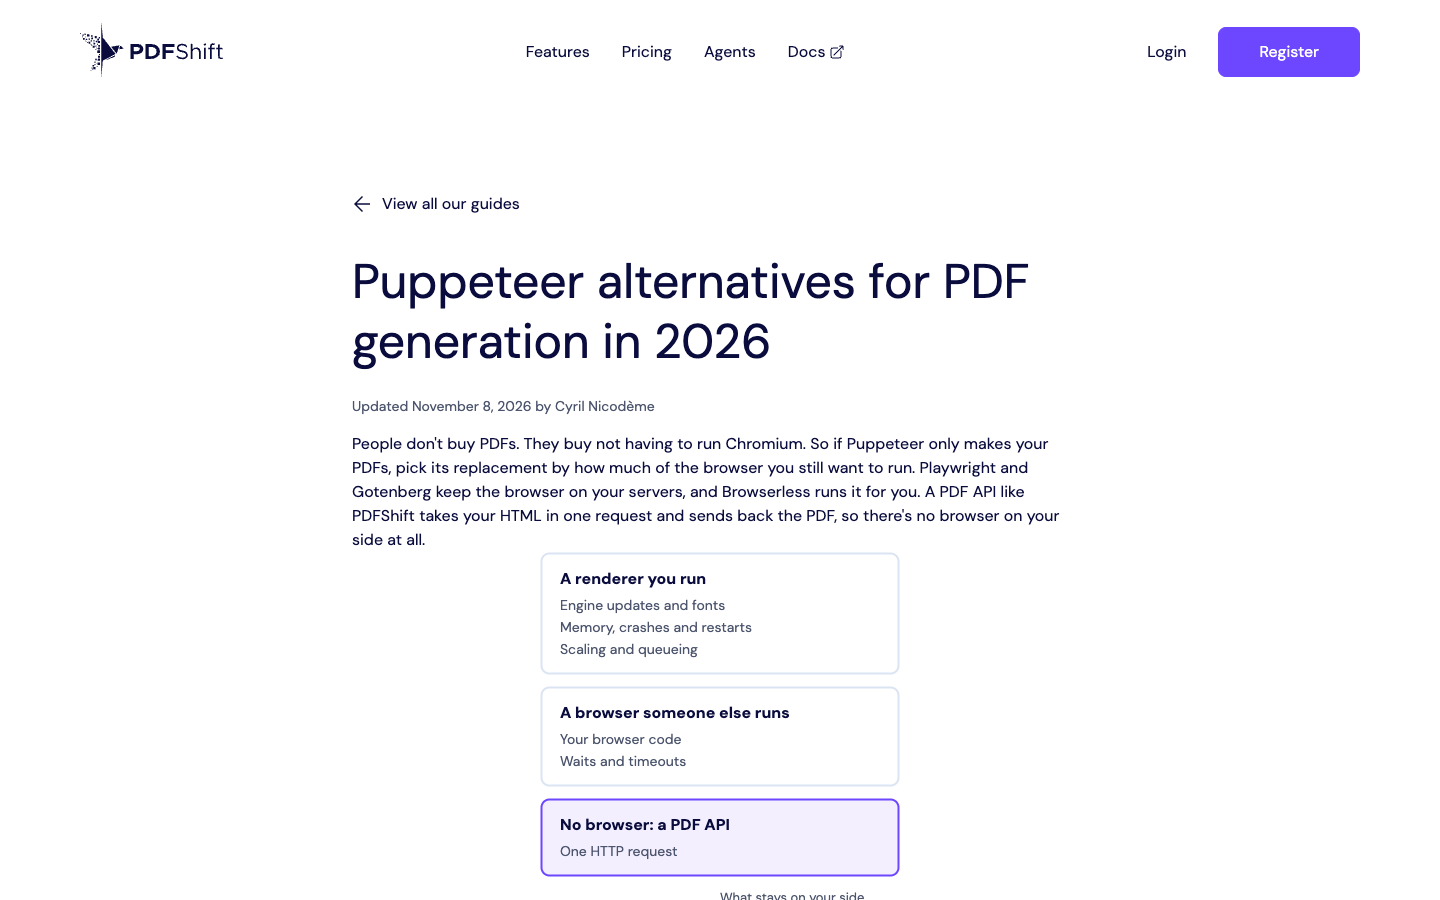 PDFShift
Features
Pricing
Agents
Docs
Login
Register
View all our guides
Puppeteer alternatives for PDF
generation in 2026
Updated November 8, 2026 by Cyril Nicodème
People don't buy PDFs. They buy not having to run Chromium. So if Puppeteer only makes your
PDFs, pick its replacement by how much of the browser you still want to run. Playwright and
Gotenberg keep the browser on your servers, and Browserless runs it for you. A PDF API like
PDFShift takes your HTML in one request and sends back the PDF, so there's no browser on your
side at all.
A renderer you run
Engine updates and fonts
Memory, crashes and restarts
Scaling and queueing
A browser someone else runs
Your browser code
Waits and timeouts
No browser: a PDF API
One HTTP request
What stays on your side